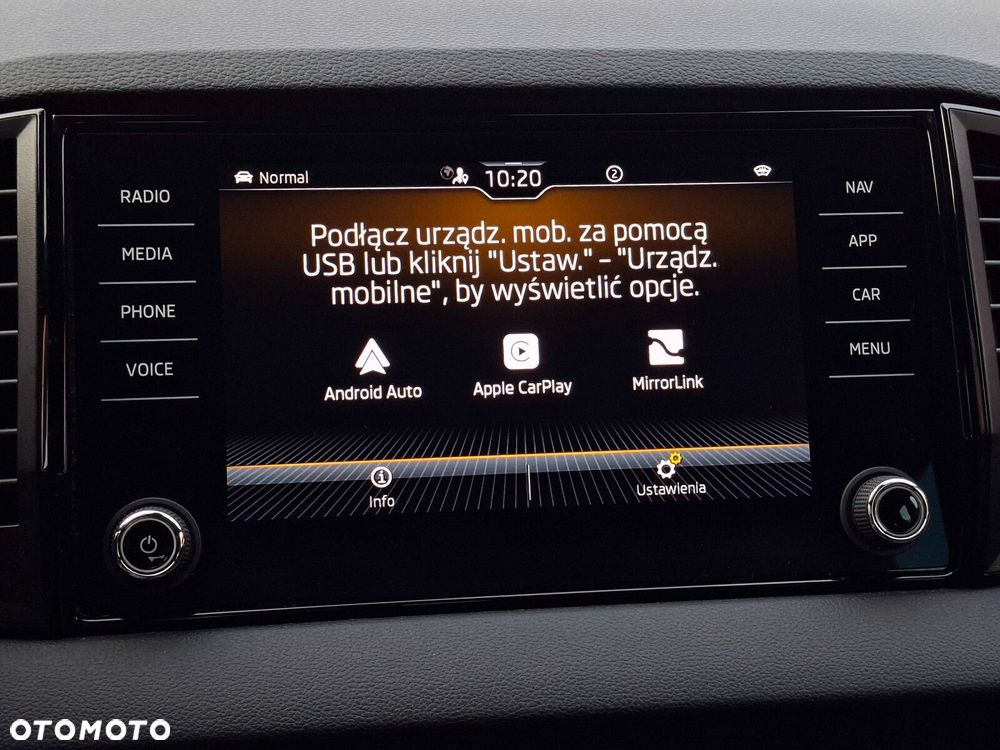 Normal
10:20
2
RADIO
MEDIA
PHONE
VOICE
NAV
APP
CAR
MENU
Podłącz urządz. mob. za pomocą
USB lub kliknij "Ustaw." – "Urządz.
mobilne", by wyświetlić opcje.
Android Auto
Apple CarPlay
MirrorLink
Info
Ustawienia
OTOMOTO